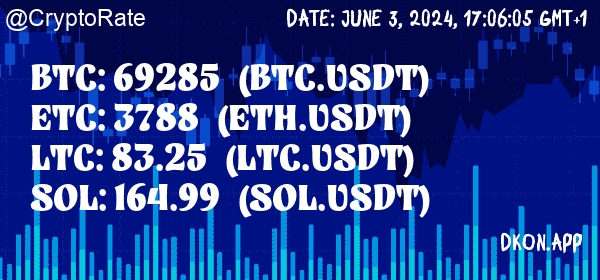 @CryptoRate
DATE: JUNE 3, 2024, 17:06:05 GMT+1
BTC: 69285 (BTC.USDT)
ETC: 3788 (ETH.USDT)
LTC: 83.25 (LTC.USDT)
SOL: 164.99 (SOL.USDT)
DKON.APP